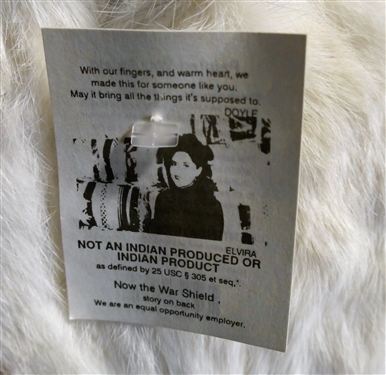 With our fingers, and warm heart, we
made this for someone like you.
May it bring all the things it's supposed to.
DOYLE
ELVIRA
NOT AN INDIAN PRODUCED OR
INDIAN PRODUCT
as defined by 25 USC § 305 et seq,*.
Now the War Shield
story on back
We are an equal opportunity employer.